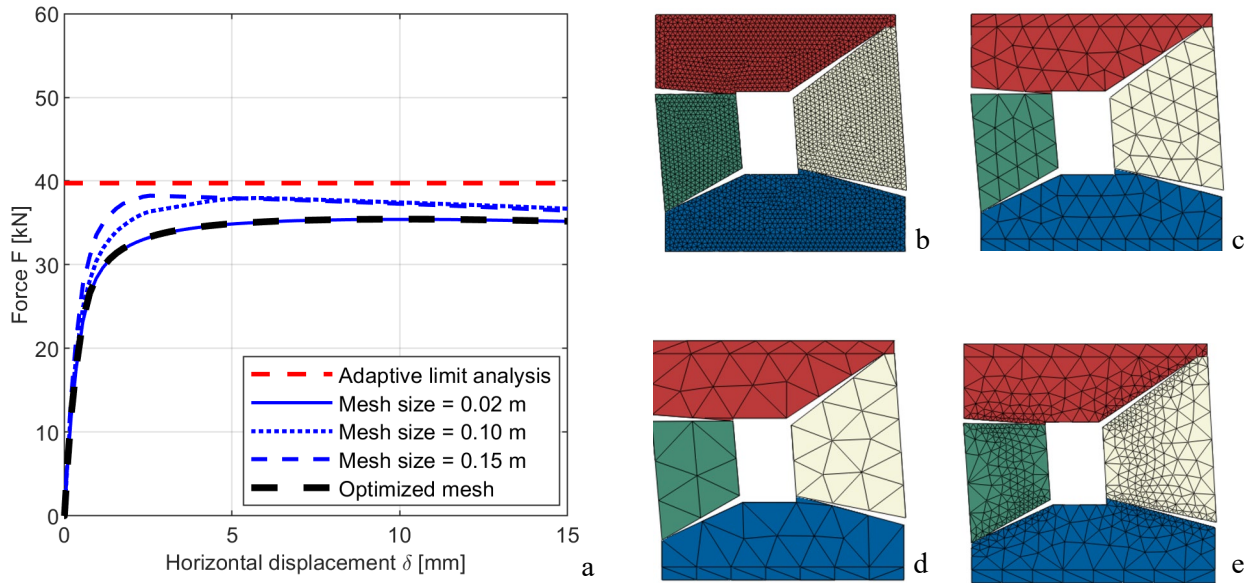 60
50
40
30
20
10
0
Force F [kN]
Adaptive limit analysis
Mesh size = 0.02 m
Mesh size = 0.10 m
Mesh size = 0.15 m
Optimized mesh
0 5 10 15
Horizontal displacement δ [mm]
a
b
c
d
e